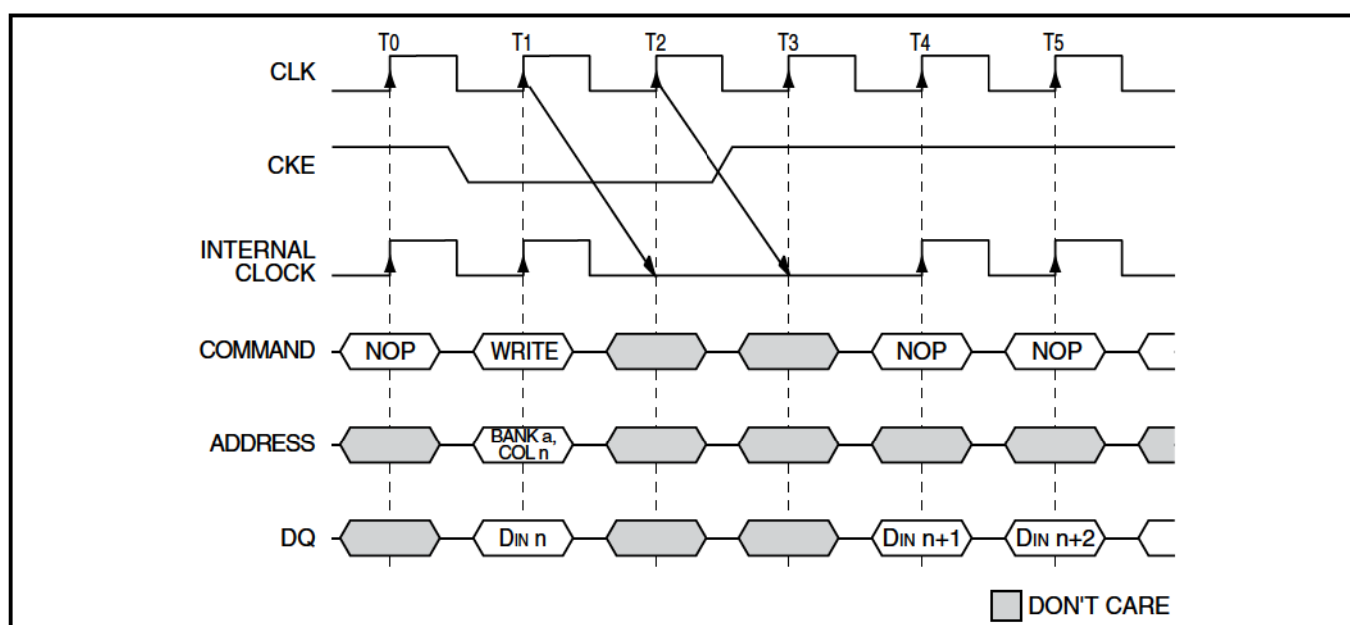 T0 T1 T2 T3 T4 T5
CLK
CKE
INTERNAL
CLOCK
COMMAND NOP WRITE NOP NOP
ADDRESS BANK a,
COL n
DQ DIN n DIN n+1 DIN n+2
DON'T CARE